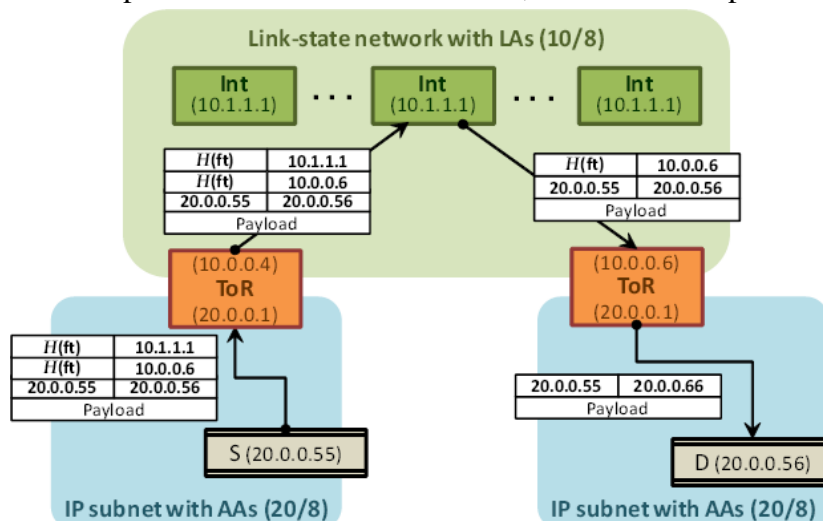 Link-state network with LAs (10/8)
Int
(10.1.1.1)
. . .
Int
(10.1.1.1)
. . .
Int
(10.1.1.1)
H(ft) 10.1.1.1
H(ft) 10.0.0.6
20.0.0.55 20.0.0.56
Payload
H(ft) 10.0.0.6
20.0.0.55 20.0.0.56
Payload
(10.0.0.4)
ToR
(20.0.0.1)
(10.0.0.6)
ToR
(20.0.0.1)
H(ft) 10.1.1.1
H(ft) 10.0.0.6
20.0.0.55 20.0.0.56
Payload
20.0.0.55 20.0.0.66
Payload
S (20.0.0.55)
D (20.0.0.56)
IP subnet with AAs (20/8)
IP subnet with AAs (20/8)